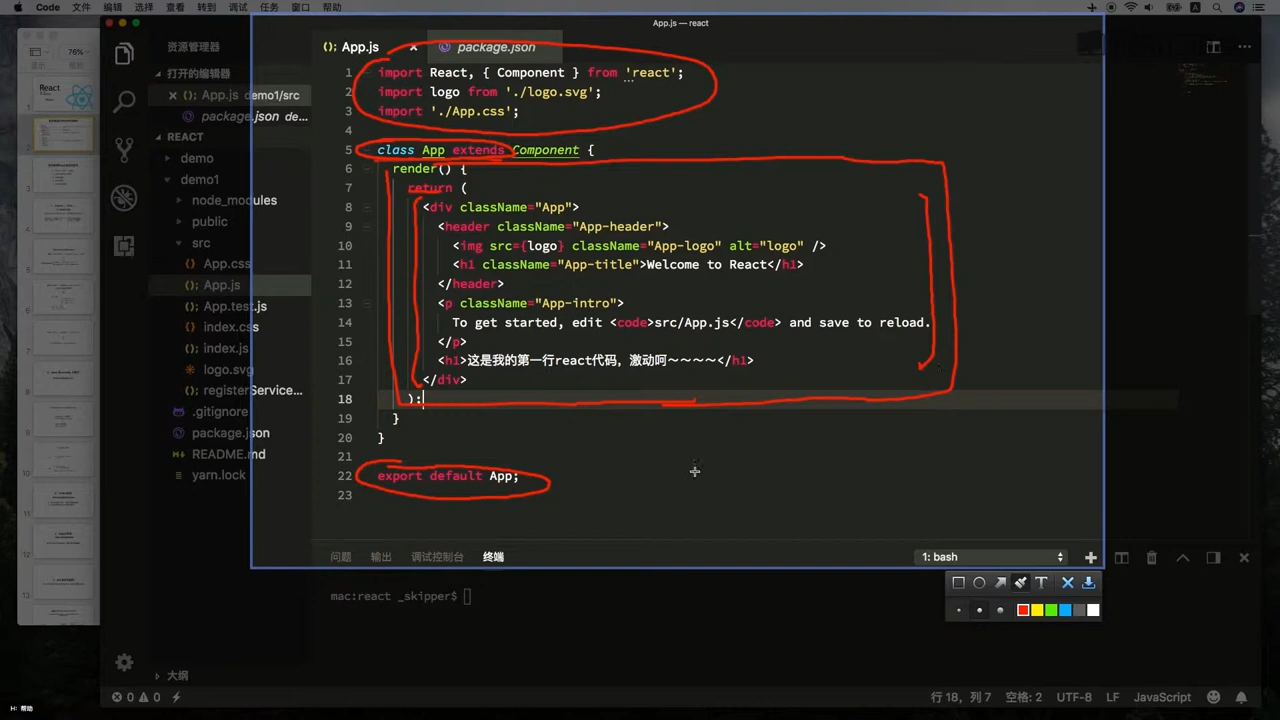 Code 文件 编辑 选择 查看 转到 调试 任务 窗口 帮助
App.js — react
76%
资源管理器
打开的编辑器
App.js demo1/src
package.json de...
REACT
demo
demo1
node_modules
public
src
App.css
App.js
App.test.js
index.css
index.js
logo.svg
registerService...
.gitignore
package.json
README.md
yarn.lock
大纲
App.js
package.json
1 import React, { Component } from 'react';
2 import logo from './logo.svg';
3 import './App.css';
4
5 class App extends Component {
6 render() {
7 return (
8 <div className="App">
9 <header className="App-header">
10 <img src={logo} className="App-logo" alt="logo" />
11 <h1 className="App-title">Welcome to React</h1>
12 </header>
13 <p className="App-intro">
14 To get started, edit <code>src/App.js</code> and save to reload.
15 </p>
16 <h1>这是我的第一行react代码，激动呵～～～～</h1>
17 </div>
18 );
19 }
20 }
21
22 export default App;
23
问题 输出 调试控制台 终端
1: bash
mac:react _skipper$
T
0 0
行 18，列 7 空格: 2 UTF-8 LF JavaScript
H: 帮助